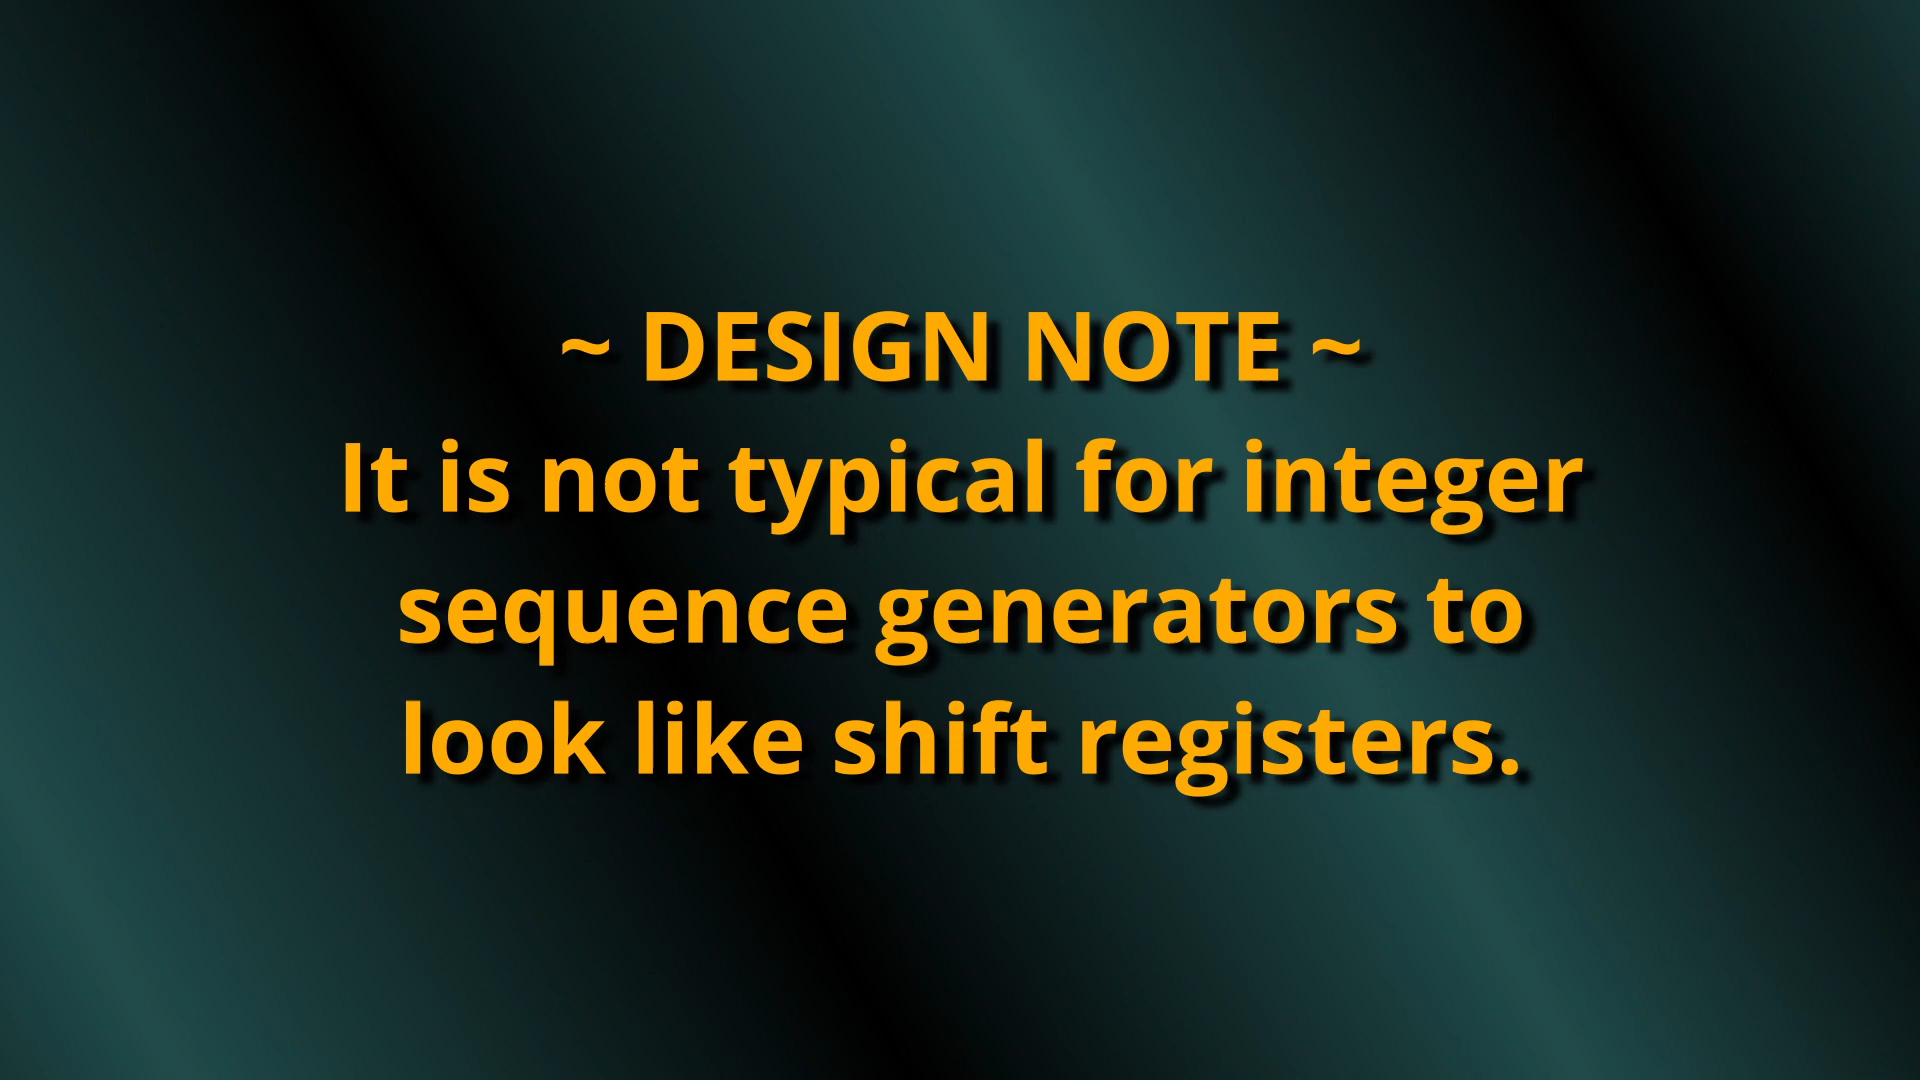 ~ DESIGN NOTE ~
It is not typical for integer
sequence generators to
look like shift registers.